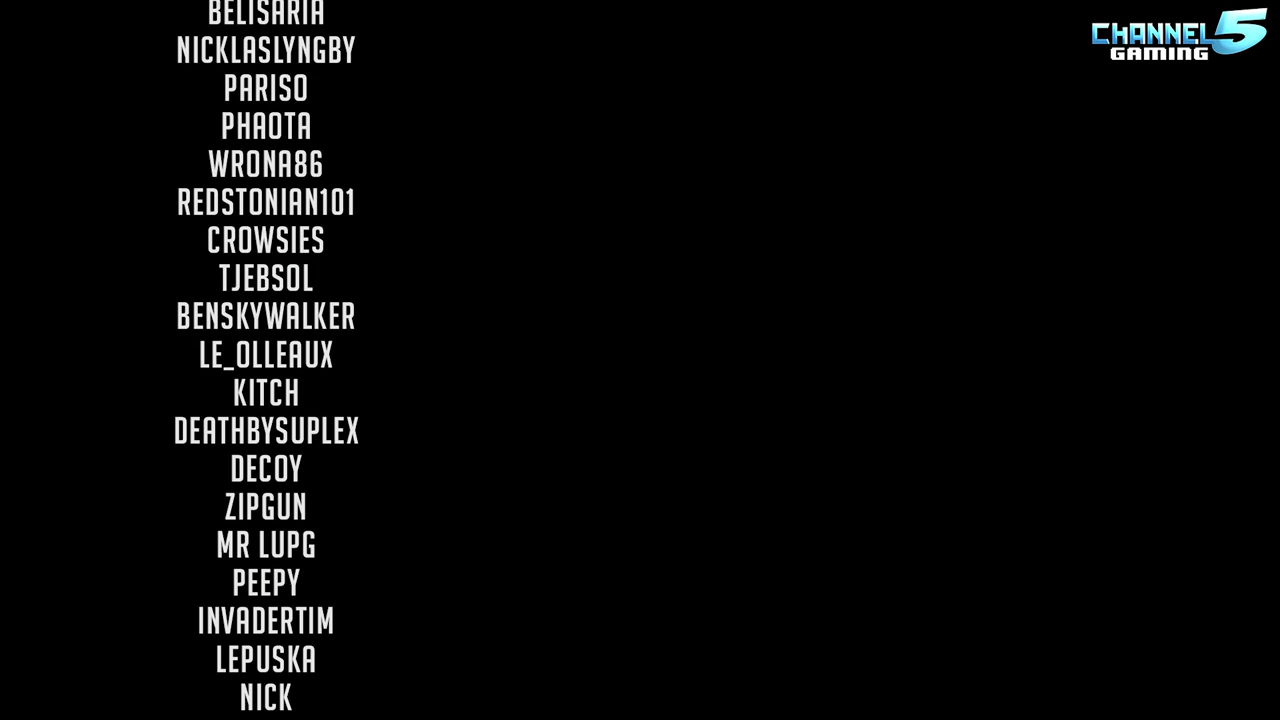 BELISARIA
NICKLASLYNGBY
PARISO
PHAOTA
WRONA86
REDSTONIAN101
CROWSIES
TJEBSOL
BENSKYWALKER
LE_OLLEAUX
KITCH
DEATHBYSUPLEX
DECOY
ZIPGUN
MR LUPG
PEEPY
INVADERTIM
LEPUSKA
NICK
CHANNEL 5
GAMING